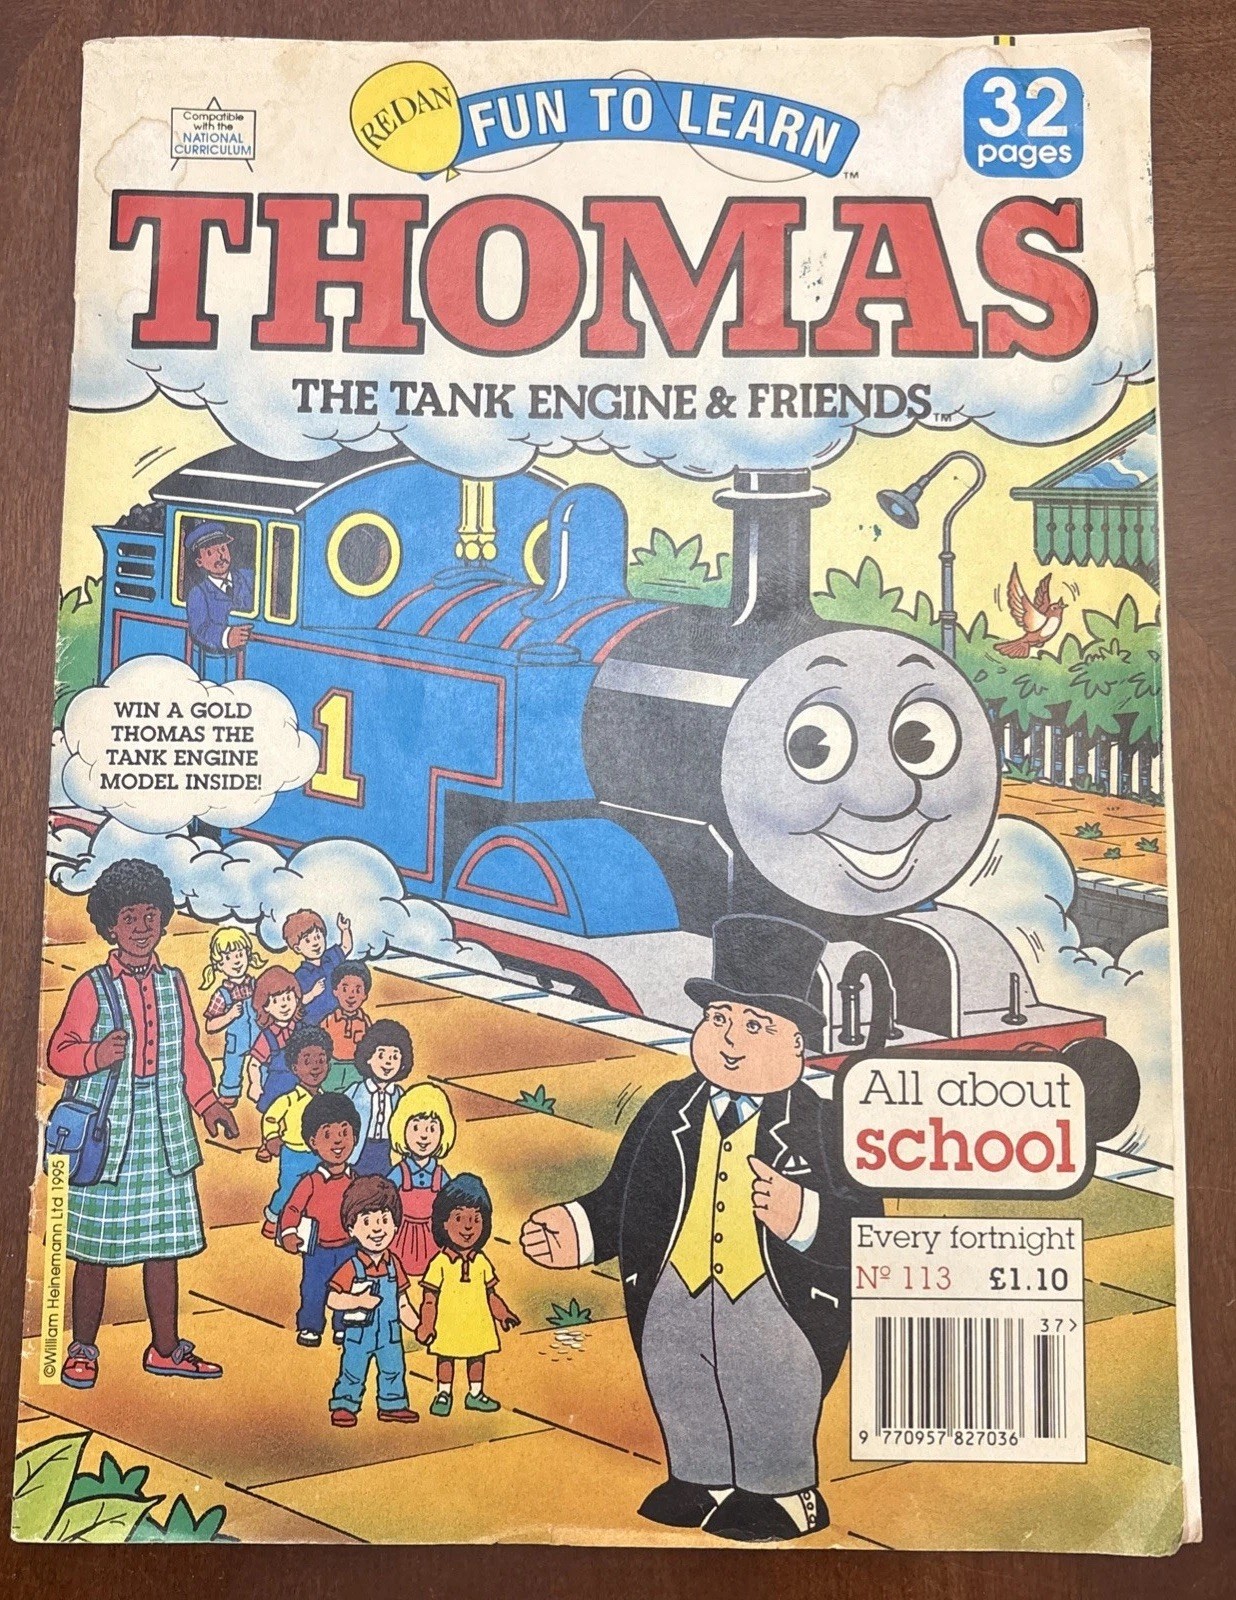 Compatible
with the
NATIONAL
CURRICULUM
REDAN
FUN TO LEARN™
32
pages
THOMAS
THE TANK ENGINE & FRIENDS™
WIN A GOLD
THOMAS THE
TANK ENGINE
MODEL INSIDE!
1
©William Heinemann Ltd 1995
All about
school
Every fortnight
Nº 113 £1.10
37>
9 770957 827036